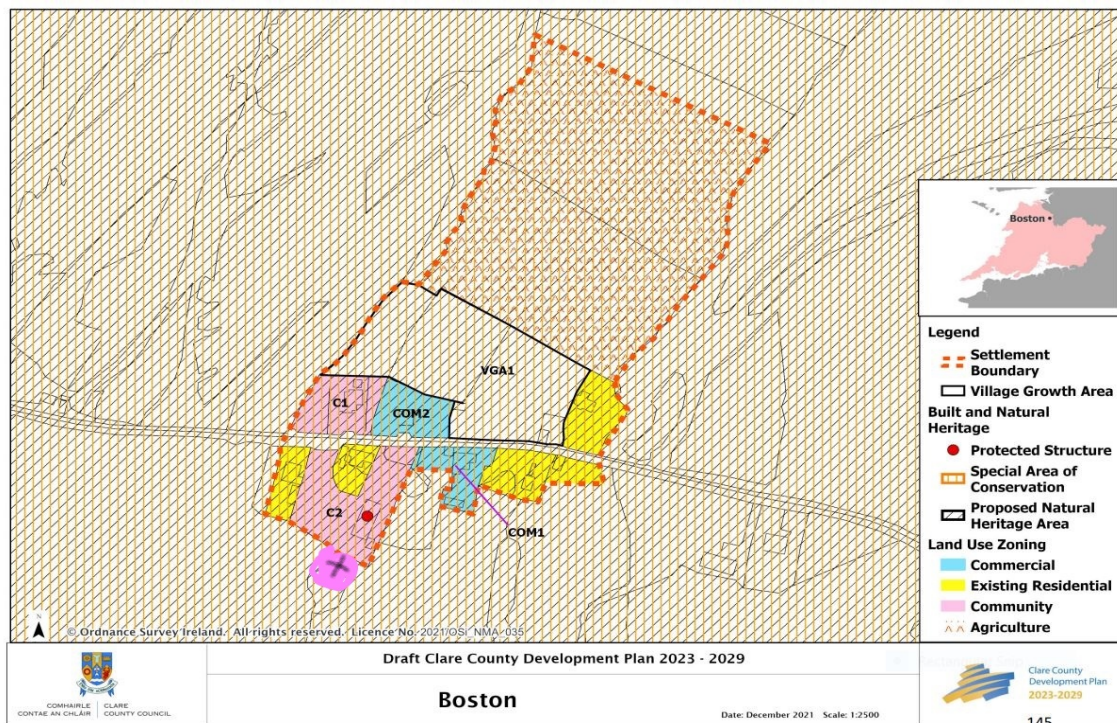 VGA1
C1
COM2
C2
COM1
© Ordnance Survey Ireland. All rights reserved. Licence No. 2021/OSi_NMA_035
Boston
Legend
Settlement
Boundary
Village Growth Area
Built and Natural
Heritage
Protected Structure
Special Area of
Conservation
Proposed Natural
Heritage Area
Land Use Zoning
Commercial
Existing Residential
Community
Agriculture
COMHAIRLE
CONTAE AN CHLÁIR
CLARE
COUNTY COUNCIL
Draft Clare County Development Plan 2023 - 2029
Boston
Date: December 2021 Scale: 1:2500
Clare County
Development Plan
2023-2029
145